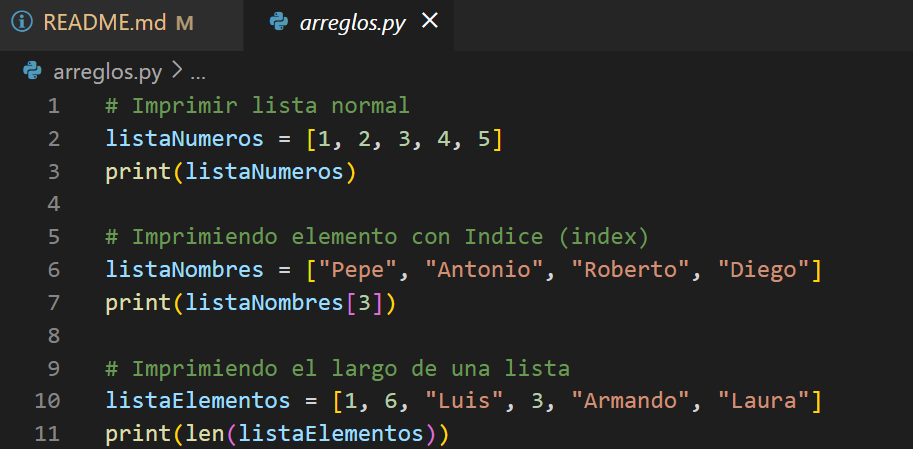 README.md M arreglos.py
arreglos.py > ...
1 # Imprimir lista normal
2 listaNumeros = [1, 2, 3, 4, 5]
3 print(listaNumeros)
4
5 # Imprimiendo elemento con Indice (index)
6 listaNombres = ["Pepe", "Antonio", "Roberto", "Diego"]
7 print(listaNombres[3])
8
9 # Imprimiendo el largo de una lista
10 listaElementos = [1, 6, "Luis", 3, "Armando", "Laura"]
11 print(len(listaElementos))